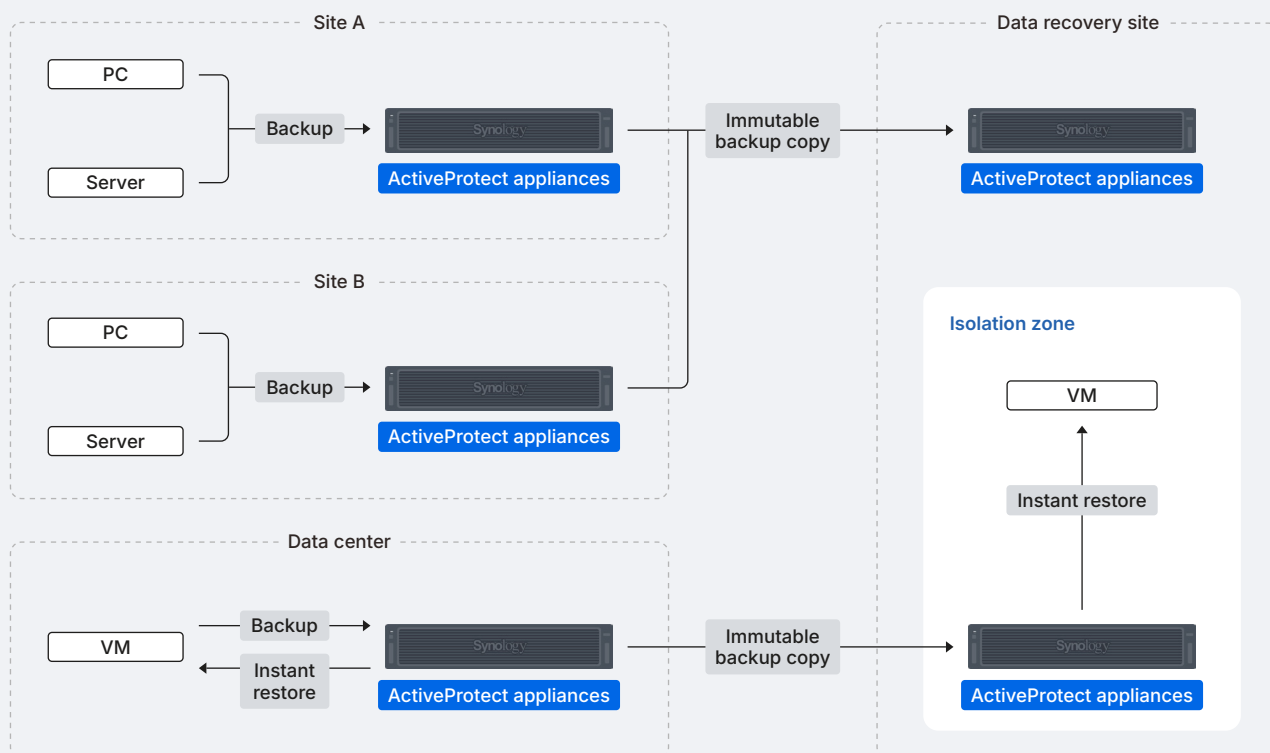 Site A
PC
Server
Backup
Synology
ActiveProtect appliances
Immutable
backup copy
Data recovery site
Synology
ActiveProtect appliances
Site B
PC
Server
Backup
Synology
ActiveProtect appliances
Isolation zone
VM
Instant restore
Data center
VM
Backup
Instant
restore
Synology
ActiveProtect appliances
Immutable
backup copy
Synology
ActiveProtect appliances